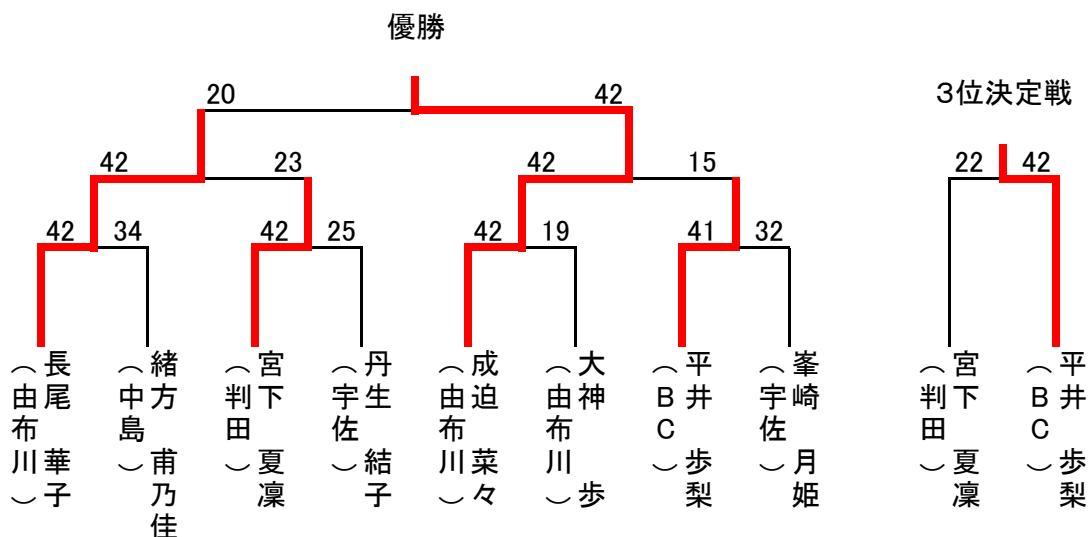 優勝
20
42
3位決定戦
42
23
42
15
22
42
42
34
42
25
42
19
41
32
長尾 華子
（由布川）
緒方 甫乃佳
（中島）
宮下 夏凜
（判田）
丹生 結子
（宇佐）
成迫 菜々
（由布川）
大神 歩
（由布川）
平井 歩梨
（BC）
峯崎 月姫
（宇佐）
宮下 夏凜
（判田）
平井 歩梨
（BC）